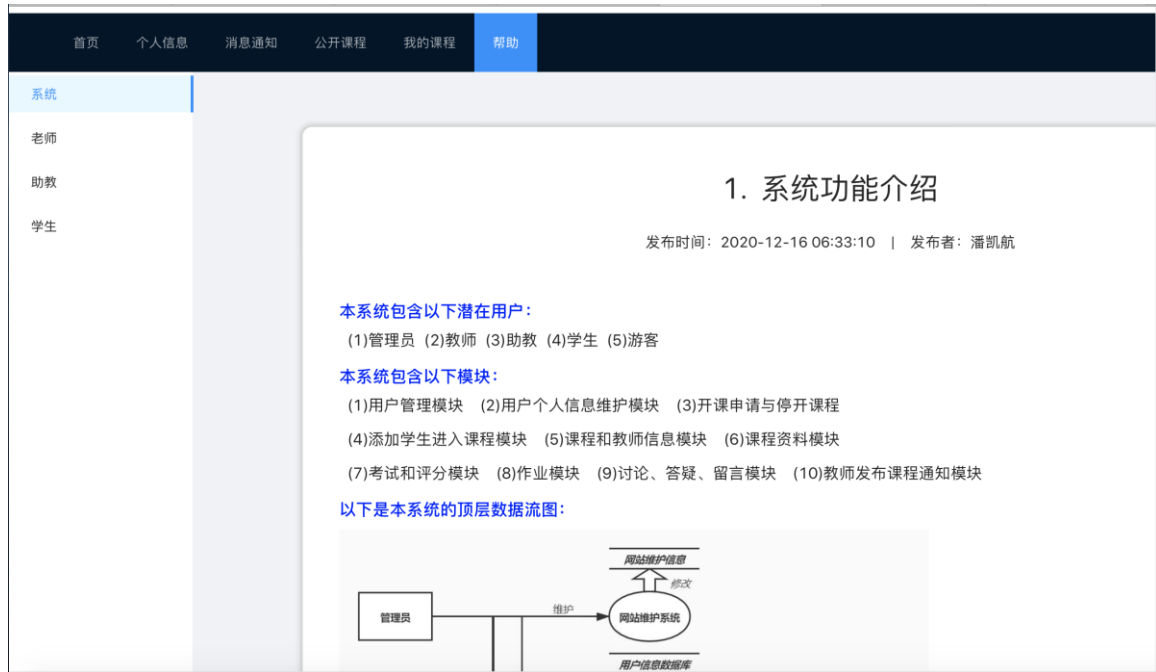 首页 个人信息 消息通知 公开课程 我的课程 帮助
系统
老师
助教
学生
1. 系统功能介绍
发布时间：2020-12-16 06:33:10 | 发布者：潘凯航
本系统包含以下潜在用户：
(1)管理员 (2)教师 (3)助教 (4)学生 (5)游客
本系统包含以下模块：
(1)用户管理模块 (2)用户个人信息维护模块 (3)开课申请与停开课程
(4)添加学生进入课程模块 (5)课程和教师信息模块 (6)课程资料模块
(7)考试和评分模块 (8)作业模块 (9)讨论、答疑、留言模块 (10)教师发布课程通知模块
以下是本系统的顶层数据流图：
网站维护信息
修改
维护
管理员
网站维护系统
用户信息数据库